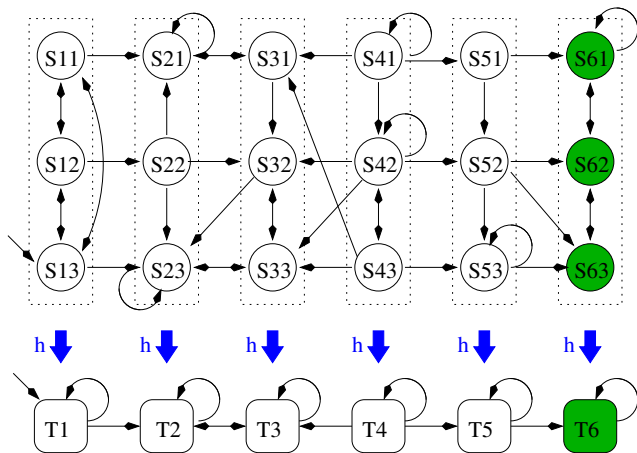 S11 S21 S31 S41 S51 S61
S12 S22 S32 S42 S52 S62
S13 S23 S33 S43 S53 S63
h h h h h h
T1 T2 T3 T4 T5 T6